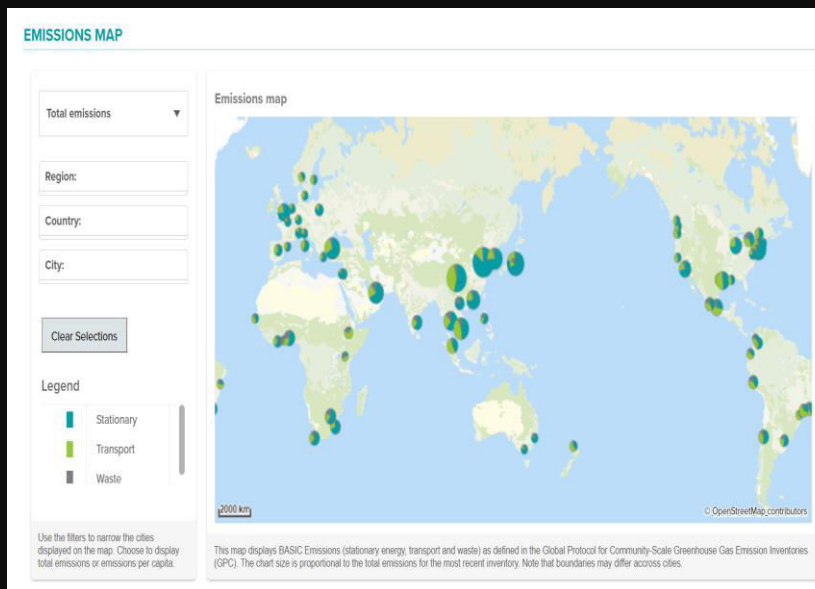 EMISSIONS MAP
Total emissions ▼
Region:
Country:
City:
Clear Selections
Legend
Stationary
Transport
Waste
Use the filters to narrow the cities
displayed on the map. Choose to display
total emissions or emissions per capita.
Emissions map
2000 km
© OpenStreetMap contributors
This map displays BASIC Emissions (stationary energy, transport and waste) as defined in the Global Protocol for Community-Scale Greenhouse Gas Emission Inventories
(GPC). The chart size is proportional to the total emissions for the most recent inventory. Note that boundaries may differ accross cities.